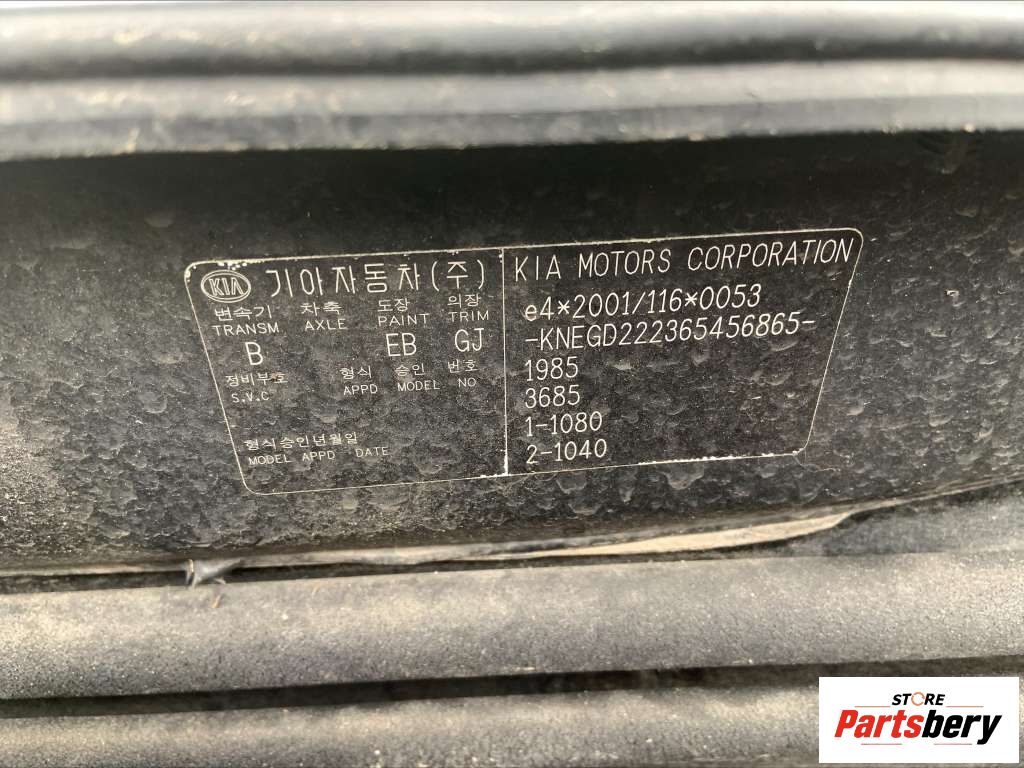 KIA 기아자동차(주)
변속기 차축 도장 의장
TRANSM AXLE PAINT TRIM
B EB GJ
정비부호 형식 승인 번호
S.V.C APPD MODEL NO
형식승인년월일
MODEL APPD DATE
KIA MOTORS CORPORATION
e4*2001/116*0053
-KNEGD222365456865-
1985
3685
1-1080
2-1040
STORE
Partsbery